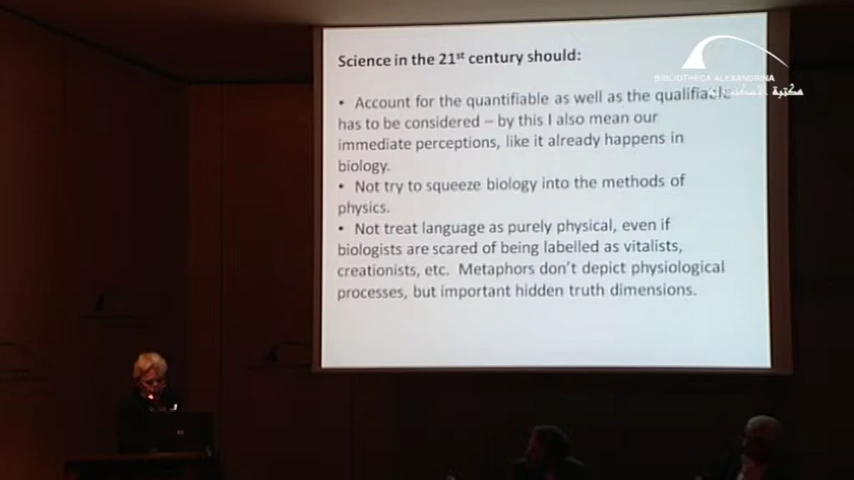 Science in the 21st century should:
BIBLIOTHECA ALEXANDRINA
مكتبة الإسكندرية
• Account for the quantifiable as well as the qualifiable
has to be considered – by this I also mean our
immediate perceptions, like it already happens in
biology.
• Not try to squeeze biology into the methods of
physics.
• Not treat language as purely physical, even if
biologists are scared of being labelled as vitalists,
creationists, etc. Metaphors don't depict physiological
processes, but important hidden truth dimensions.